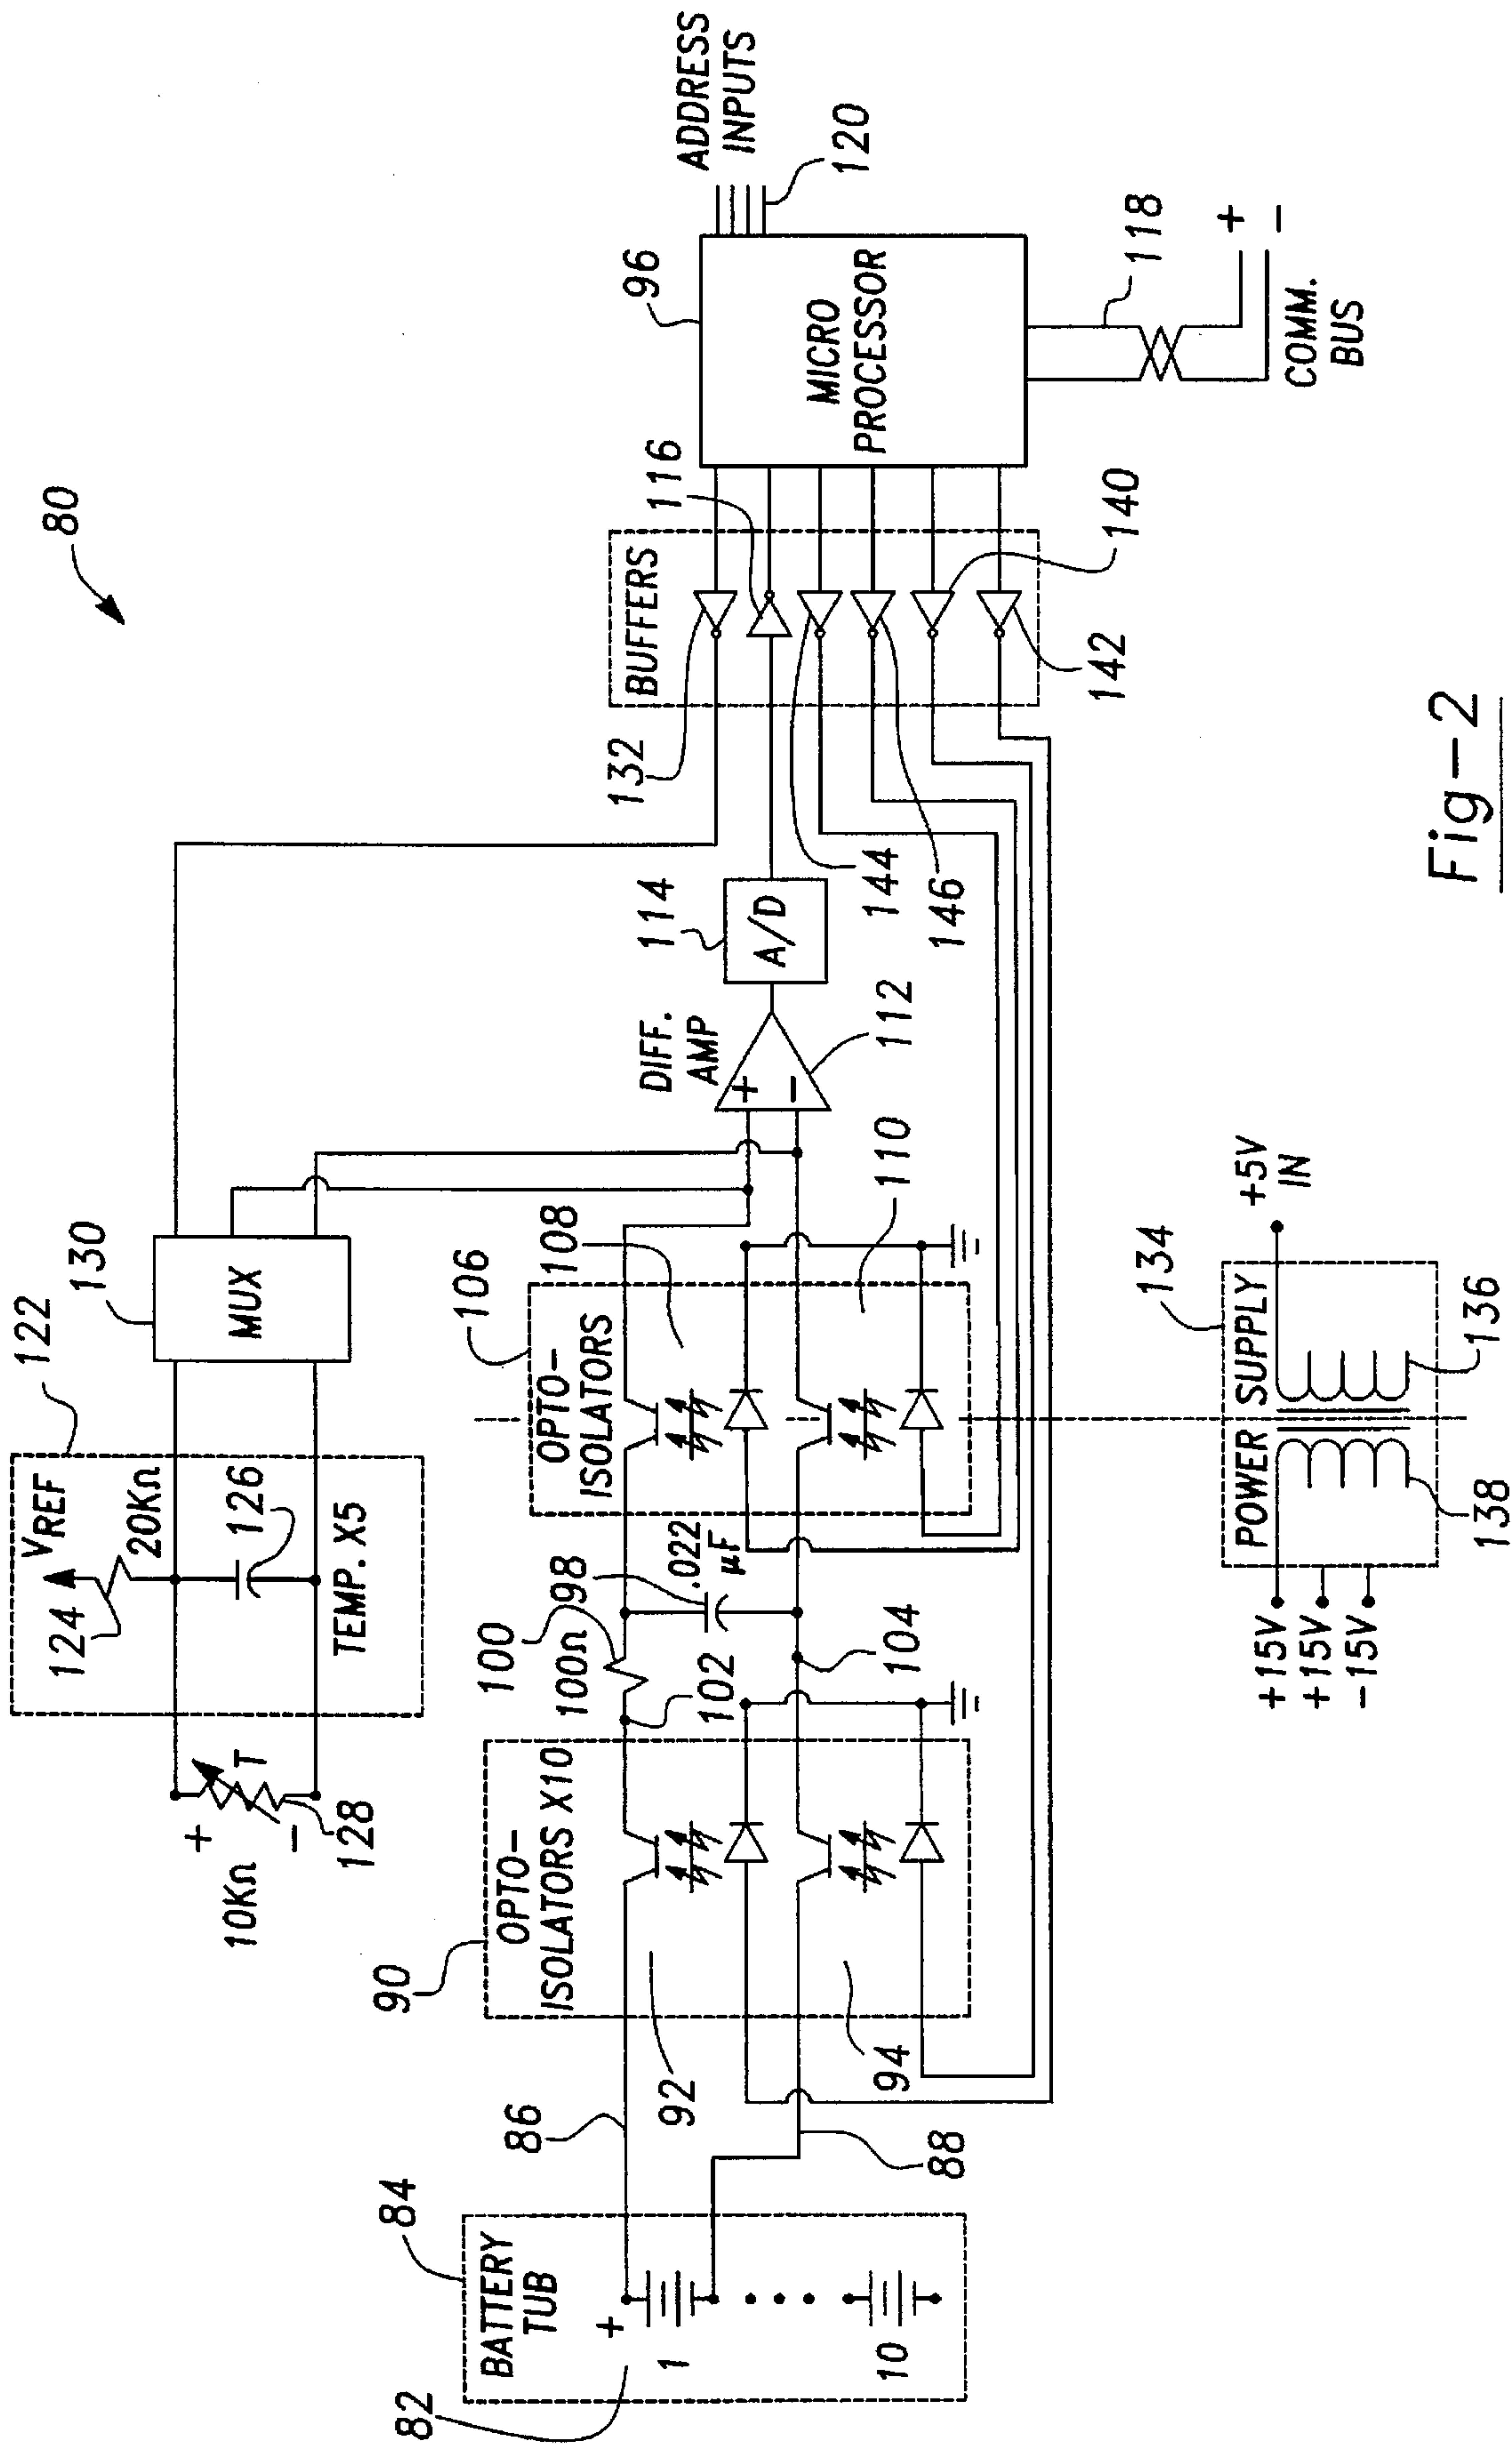 80
122
VREF
124
20KΩ
126
TEMP. X5
10KΩ
+
-
T
128
130
MUX
132
BUFFERS
116
144
146
140
142
96
MICRO
PROCESSOR
ADDRESS
INPUTS
120
118
+
-
COMM.
BUS
82
84
BATTERY
TUB
+
1
10
86
88
90
OPTO-
ISOLATORS X10
92
94
100
100Ω
98
.022
µF
102
104
106
OPTO-
ISOLATORS
108
110
DIFF.
AMP
+
-
112
114
A/D
134
POWER SUPPLY
+5V
IN
136
138
+15V
+15V
-15V
Fig-2